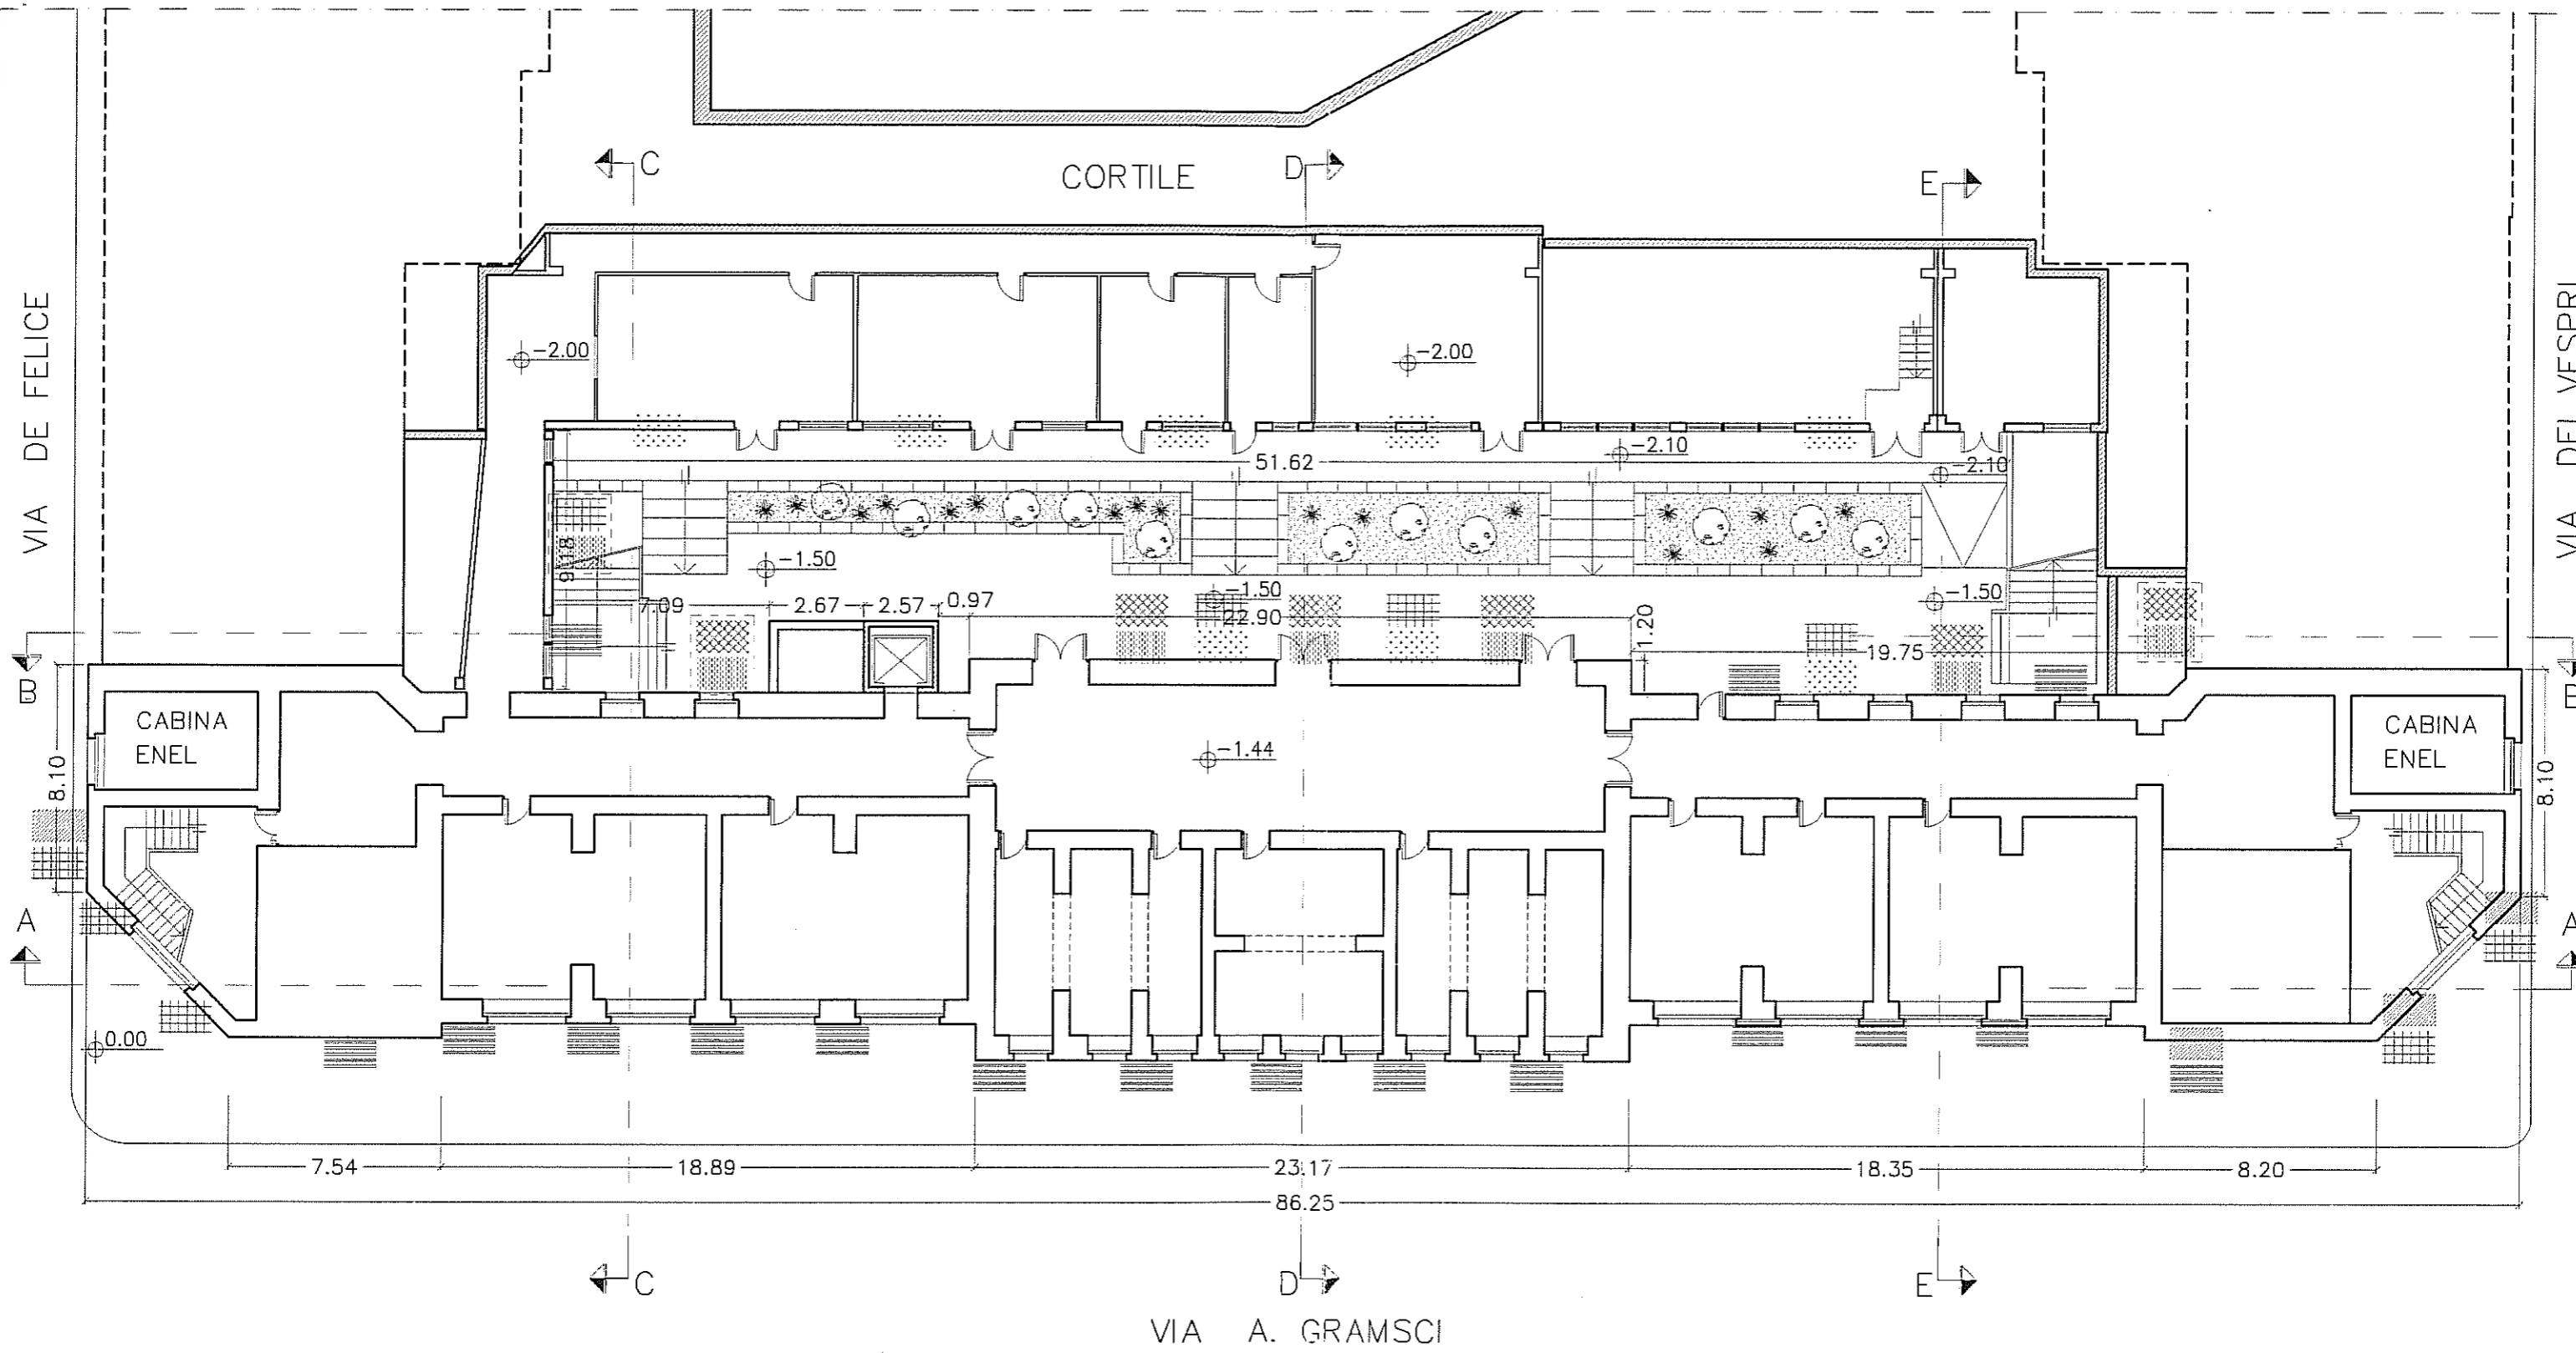 C
D
CORTILE
E
VIA DE FELICE
VIA DEI VESPRI
-2.00
-2.00
-2.10
51.62
-2.10
9.18
-1.50
-1.50
-1.50
7.09
2.67
2.57
0.97
22.90
1.20
19.75
B
B
CABINA
ENEL
CABINA
ENEL
-1.44
8.10
8.10
A
A
0.00
7.54
18.89
23.17
18.35
8.20
86.25
C
D
E
VIA A. GRAMSCI